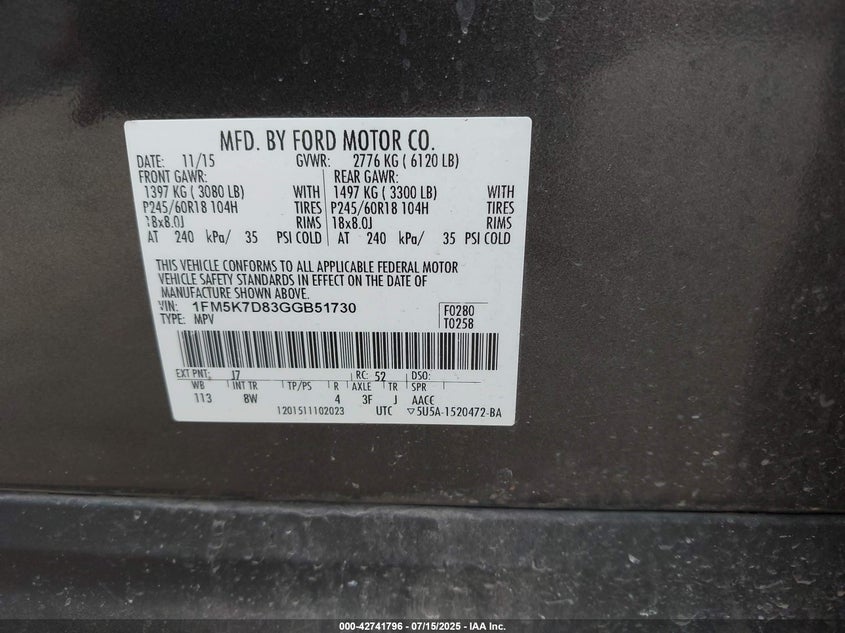 MFD. BY FORD MOTOR CO.
DATE: 11/15 GVWR: 2776 KG ( 6120 LB)
FRONT GAWR: REAR GAWR:
1397 KG ( 3080 LB) WITH 1497 KG ( 3300 LB) WITH
P245/60R18 104H TIRES P245/60R18 104H TIRES
18x8.0J RIMS 18x8.0J RIMS
AT 240 kPa/ 35 PSI COLD AT 240 kPa/ 35 PSI COLD
THIS VEHICLE CONFORMS TO ALL APPLICABLE FEDERAL MOTOR
VEHICLE SAFETY STANDARDS IN EFFECT ON THE DATE OF
MANUFACTURE SHOWN ABOVE.
VIN: 1FM5K7D83GGB51730 F0280
TYPE: MPV T0258
EXT PNT: J7 RC: 52 DSO:
WB INT TR TP/PS R AXLE TR SPR
113 BW 4 3F J AACC
1201511102023 UTC ▽5U5A-1520472-BA
000-42741796 - 07/15/2025 - IAA Inc.